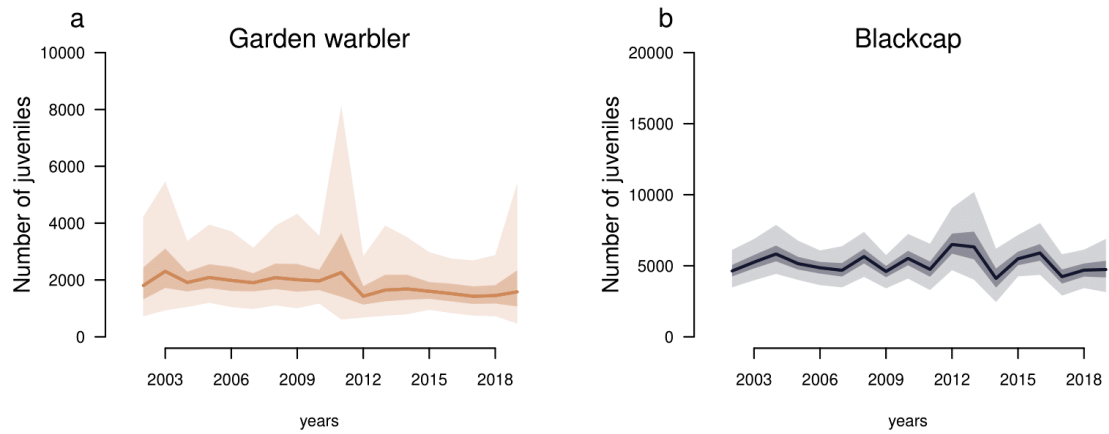 a
Garden warbler
Number of juveniles
10000
8000
6000
4000
2000
0
2003 2006 2009 2012 2015 2018
years
b
Blackcap
Number of juveniles
20000
15000
10000
5000
0
2003 2006 2009 2012 2015 2018
years